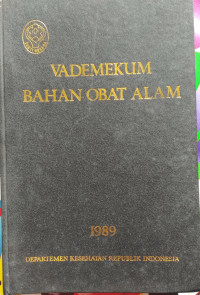 VADEMEKUM
BAHAN OBAT ALAM
1989
DEPARTEMEN KESEHATAN REPUBLIK INDONESIA